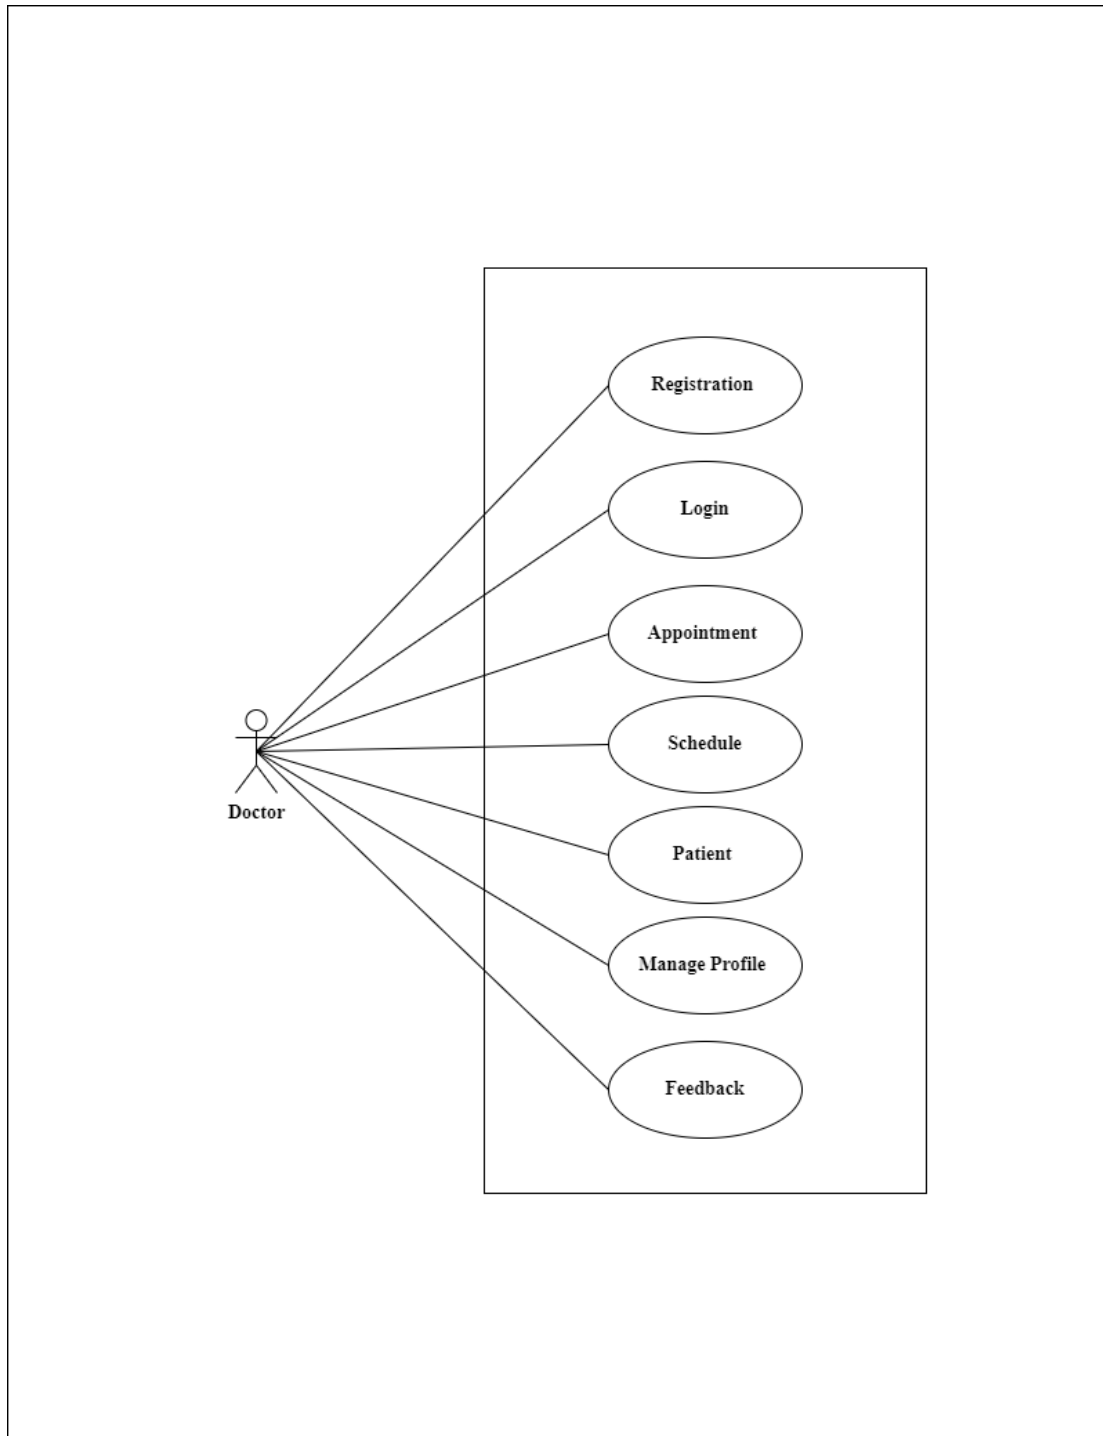 Registration
Login
Appointment
Schedule
Doctor
Patient
Manage Profile
Feedback